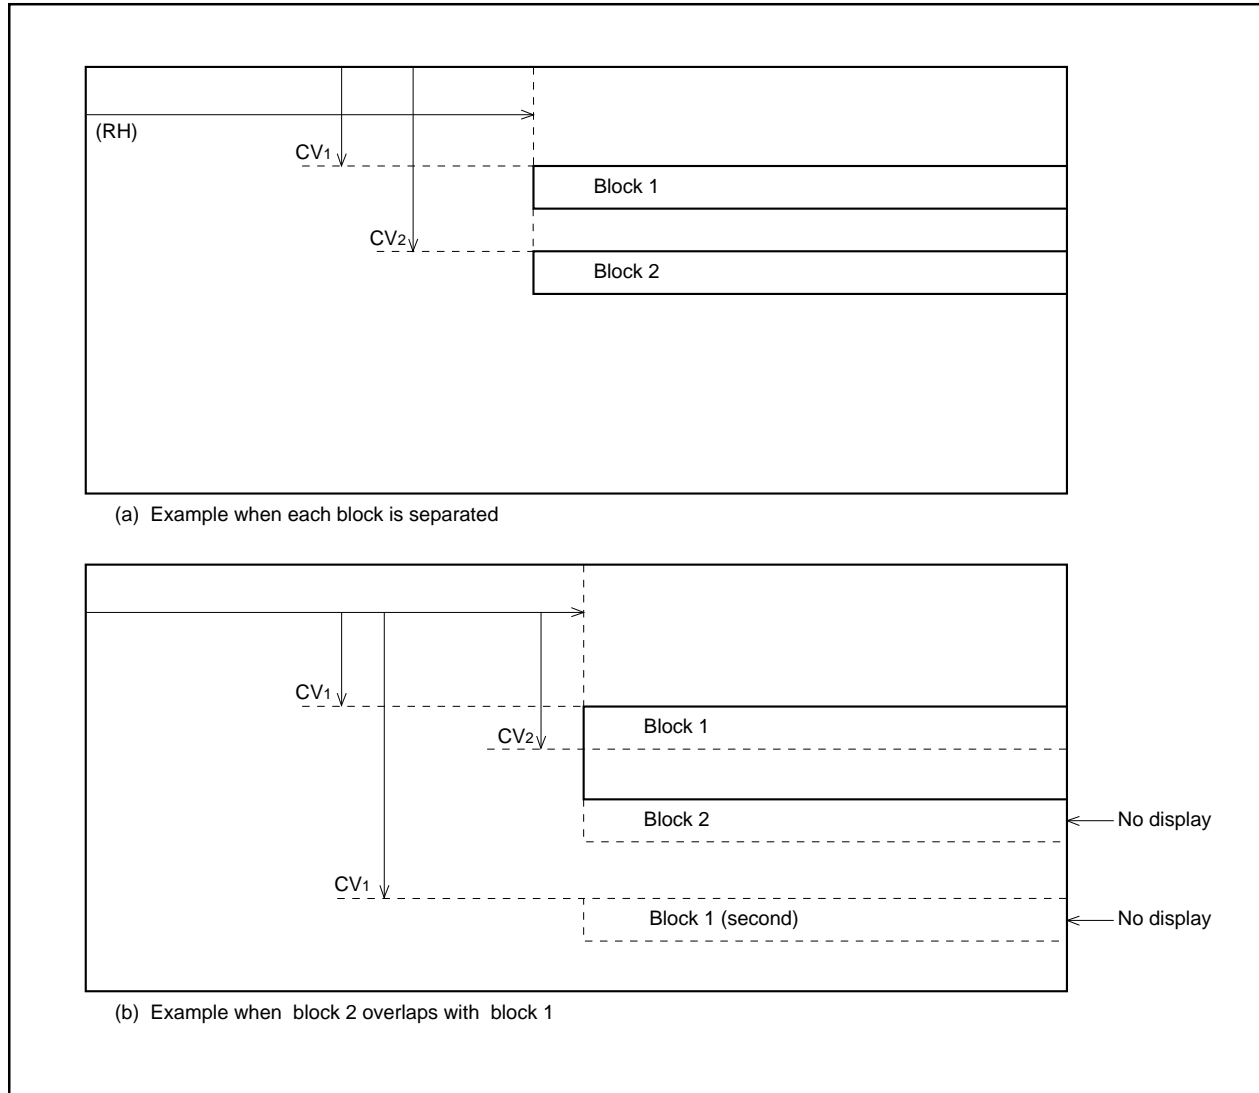 (RH)
CV1
Block 1
CV2
Block 2
(a) Example when each block is separated
CV1
Block 1
CV2
Block 2
No display
CV1
Block 1 (second)
No display
(b) Example when block 2 overlaps with block 1